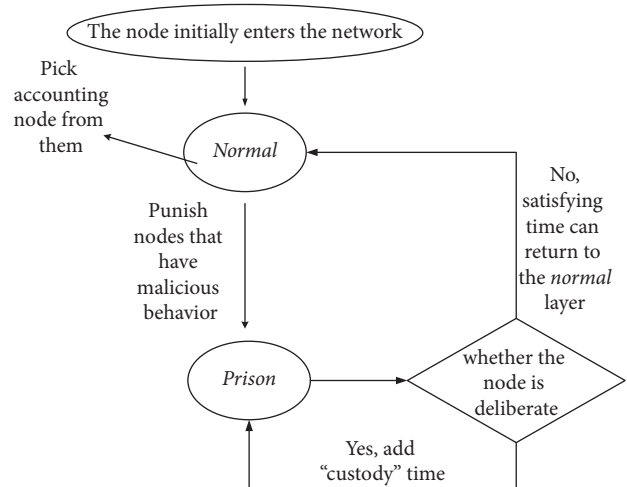 The node initially enters the network
Pick
accounting
node from
them
Normal
Punish
nodes that
have
malicious
behavior
No,
satisfying
time can
return to
the normal
layer
Prison
whether the
node is
deliberate
Yes, add
“custody” time